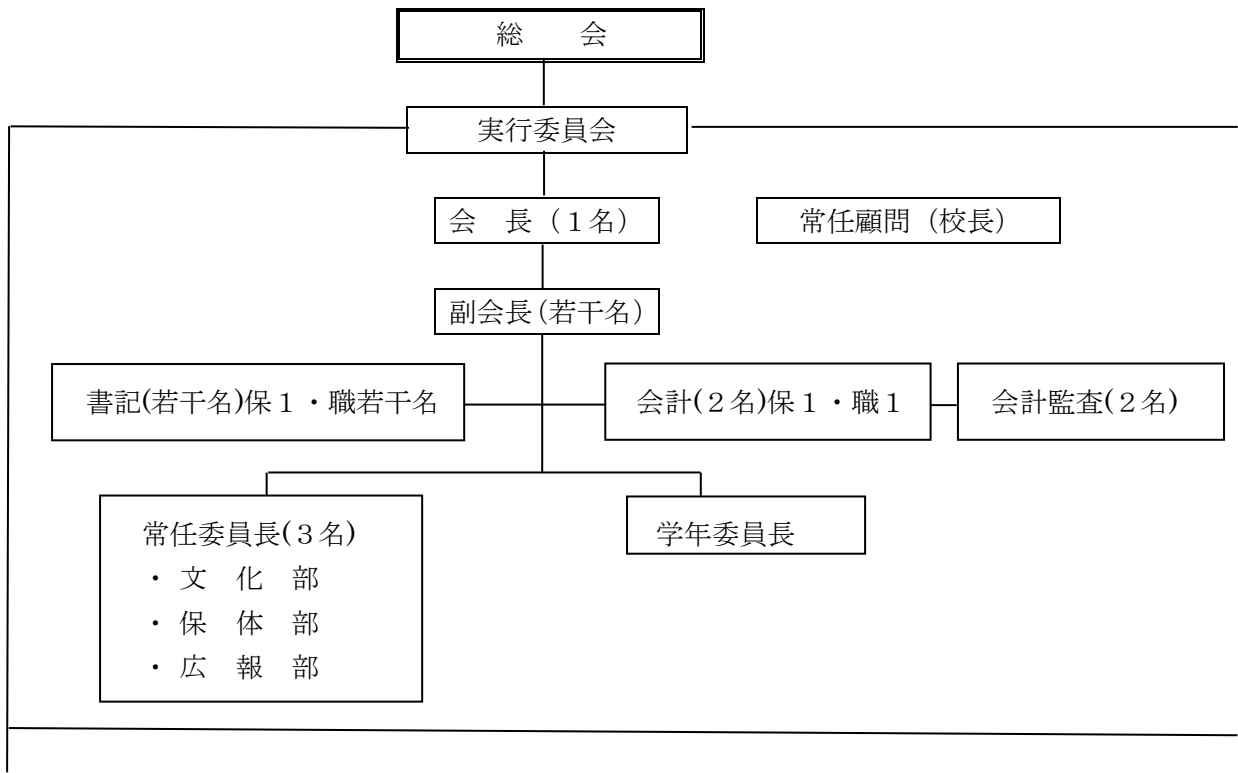 総　　会
実行委員会
会　長（１名）
常任顧問（校長）
副会長（若干名）
書記(若干名)保１・職若干名
会計(２名)保１・職１
会計監査(２名)
常任委員長(３名)
・文　化　部
・保　体　部
・広　報　部
学年委員長